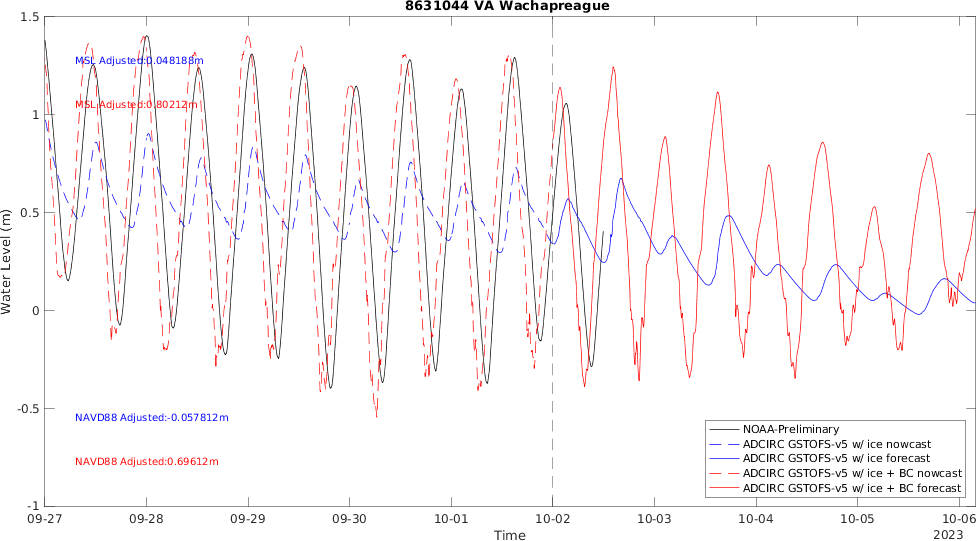 8631044 VA Wachapreague
1.5
1
0.5
0
-0.5
-1
Water Level (m)
MSL Adjusted:0.048188m
MSL Adjusted:0.80212m
NAVD88 Adjusted:-0.057812m
NAVD88 Adjusted:0.69612m
NOAA-Preliminary
ADCIRC GSTOFS-v5 w/ ice nowcast
ADCIRC GSTOFS-v5 w/ ice forecast
ADCIRC GSTOFS-v5 w/ ice + BC nowcast
ADCIRC GSTOFS-v5 w/ ice + BC forecast
09-27 09-28 09-29 09-30 10-01 10-02 10-03 10-04 10-05 10-06
Time
2023